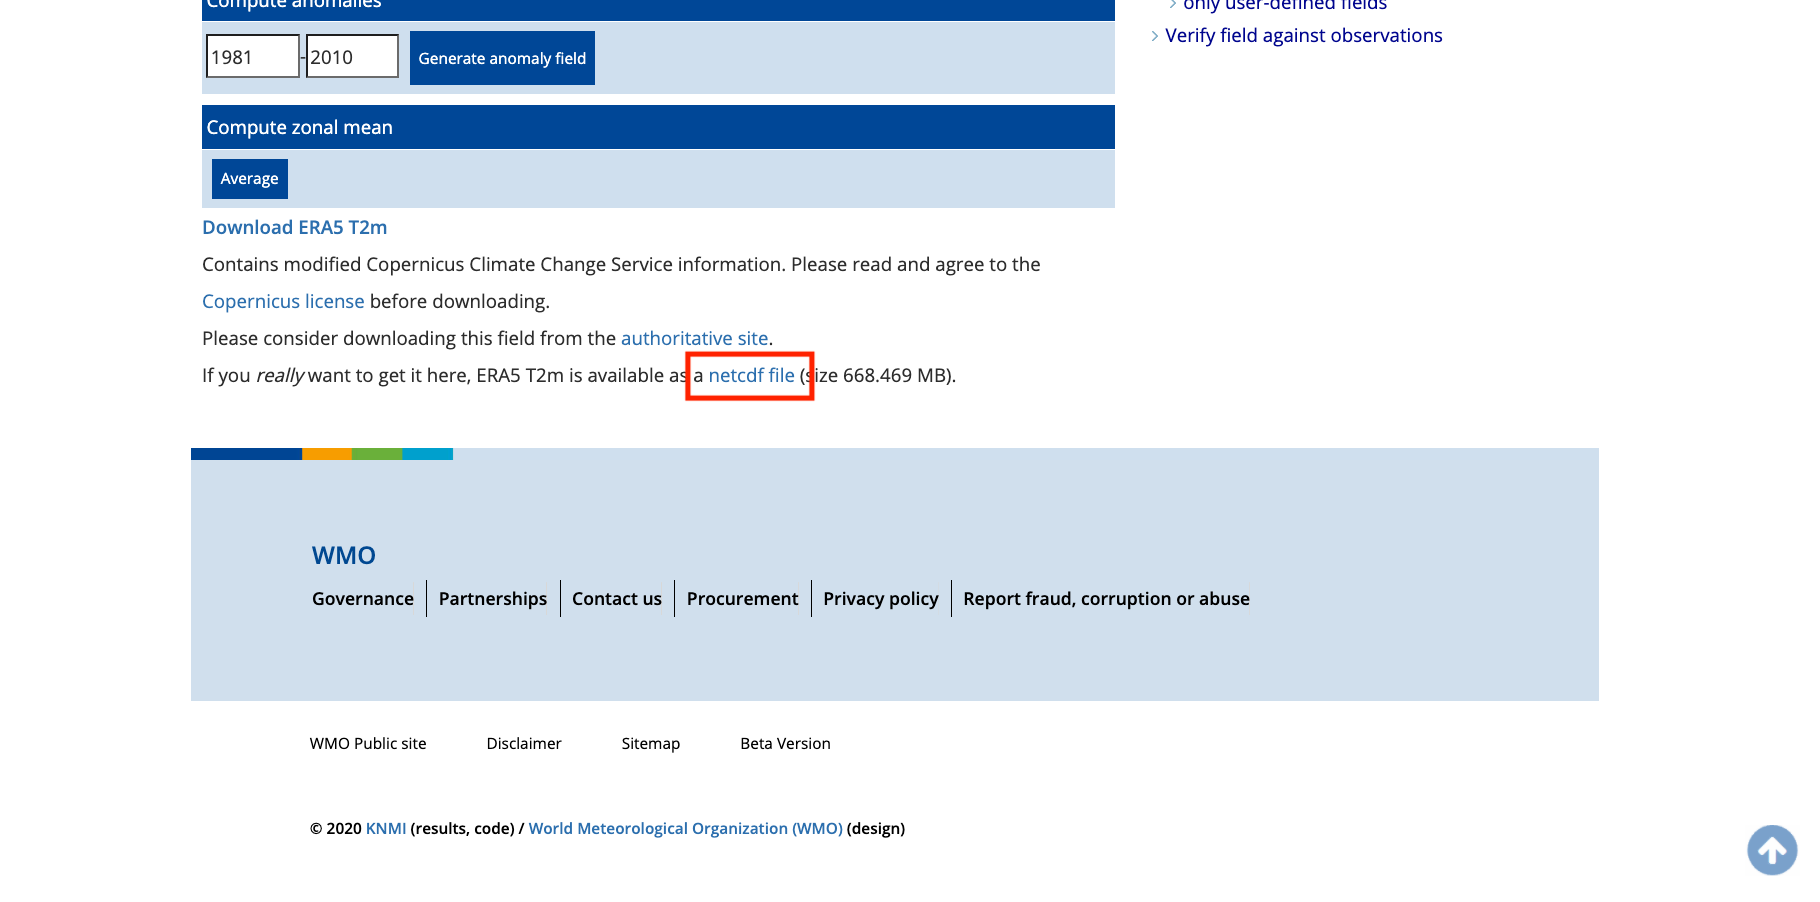 Compute anomalies
only user-defined fields
Verify field against observations
1981 - 2010 Generate anomaly field
Compute zonal mean
Average
Download ERA5 T2m
Contains modified Copernicus Climate Change Service information. Please read and agree to the
Copernicus license before downloading.
Please consider downloading this field from the authoritative site.
If you really want to get it here, ERA5 T2m is available as a netcdf file (size 668.469 MB).
WMO
Governance Partnerships Contact us Procurement Privacy policy Report fraud, corruption or abuse
WMO Public site Disclaimer Sitemap Beta Version
© 2020 KNMI (results, code) / World Meteorological Organization (WMO) (design)